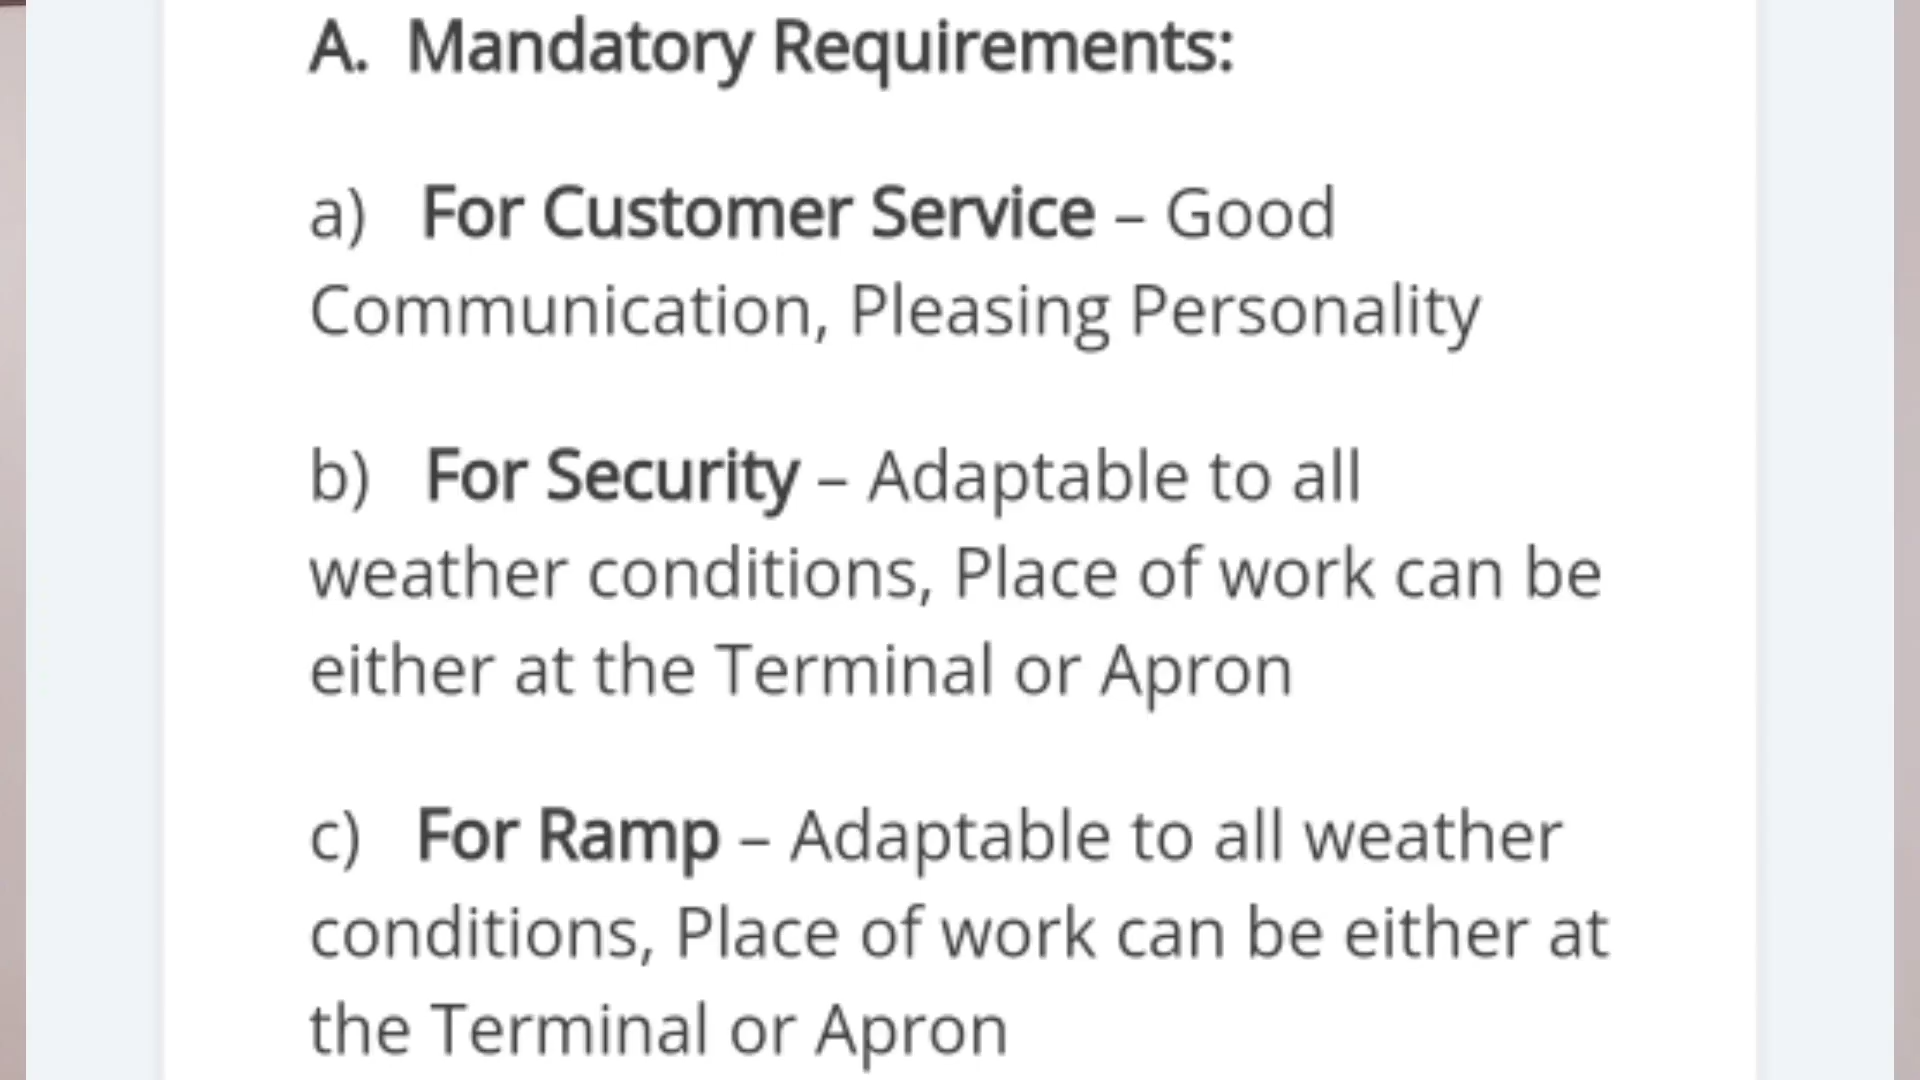 A. Mandatory Requirements:
a) For Customer Service – Good
Communication, Pleasing Personality
b) For Security – Adaptable to all
weather conditions, Place of work can be
either at the Terminal or Apron
c) For Ramp – Adaptable to all weather
conditions, Place of work can be either at
the Terminal or Apron